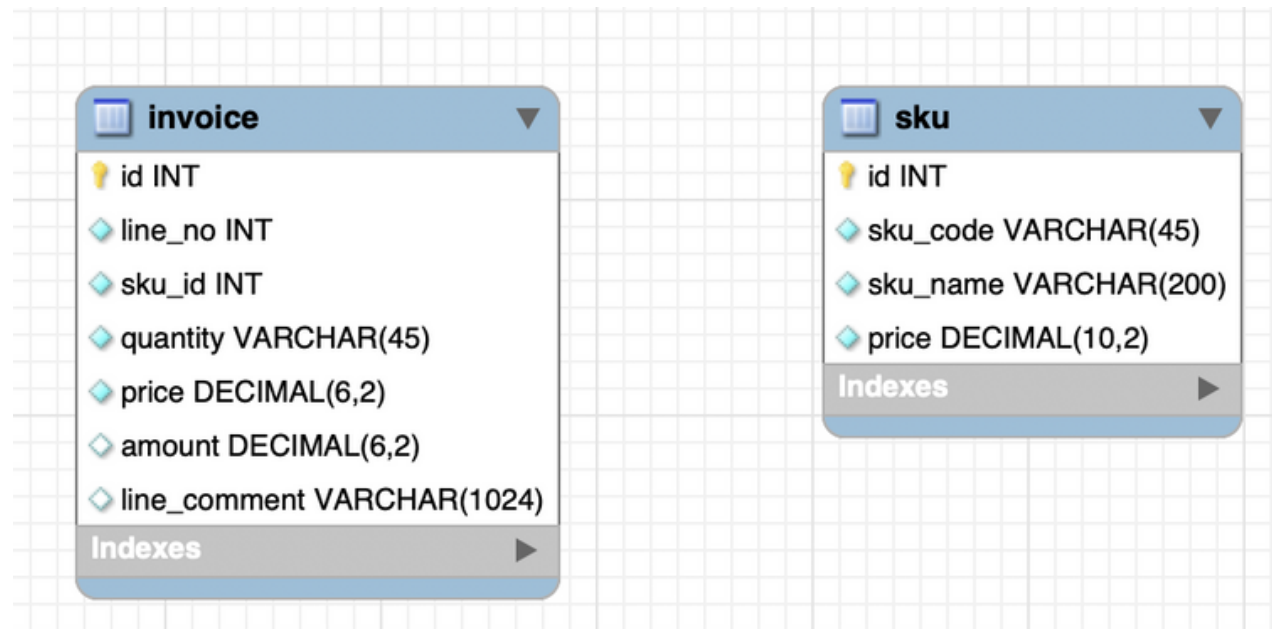 invoice
id INT
line_no INT
sku_id INT
quantity VARCHAR(45)
price DECIMAL(6,2)
amount DECIMAL(6,2)
line_comment VARCHAR(1024)
Indexes
sku
id INT
sku_code VARCHAR(45)
sku_name VARCHAR(200)
price DECIMAL(10,2)
Indexes